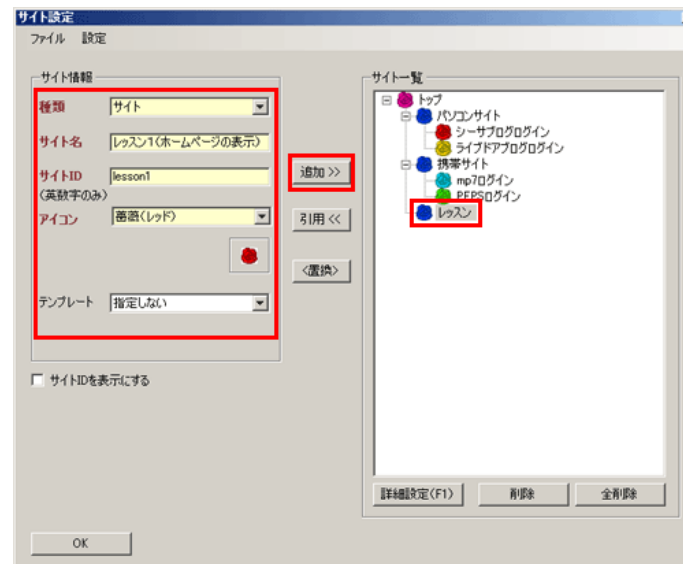 サイト設定
ファイル 設定
サイト情報
種類 サイト
サイト名 レッスン1(ホームページの表示)
サイトID lesson1
(英数字のみ)
アイコン 薔薇(レッド)
テンプレート 指定しない
サイトIDを表示にする
追加 >>
引用 <<
<置換>
サイト一覧
トップ
パソコンサイト
シーサブログログイン
ライブドアブログログイン
携帯サイト
mp7ログイン
PEPSログイン
レッスン
詳細設定(F1) 削除 全削除
OK